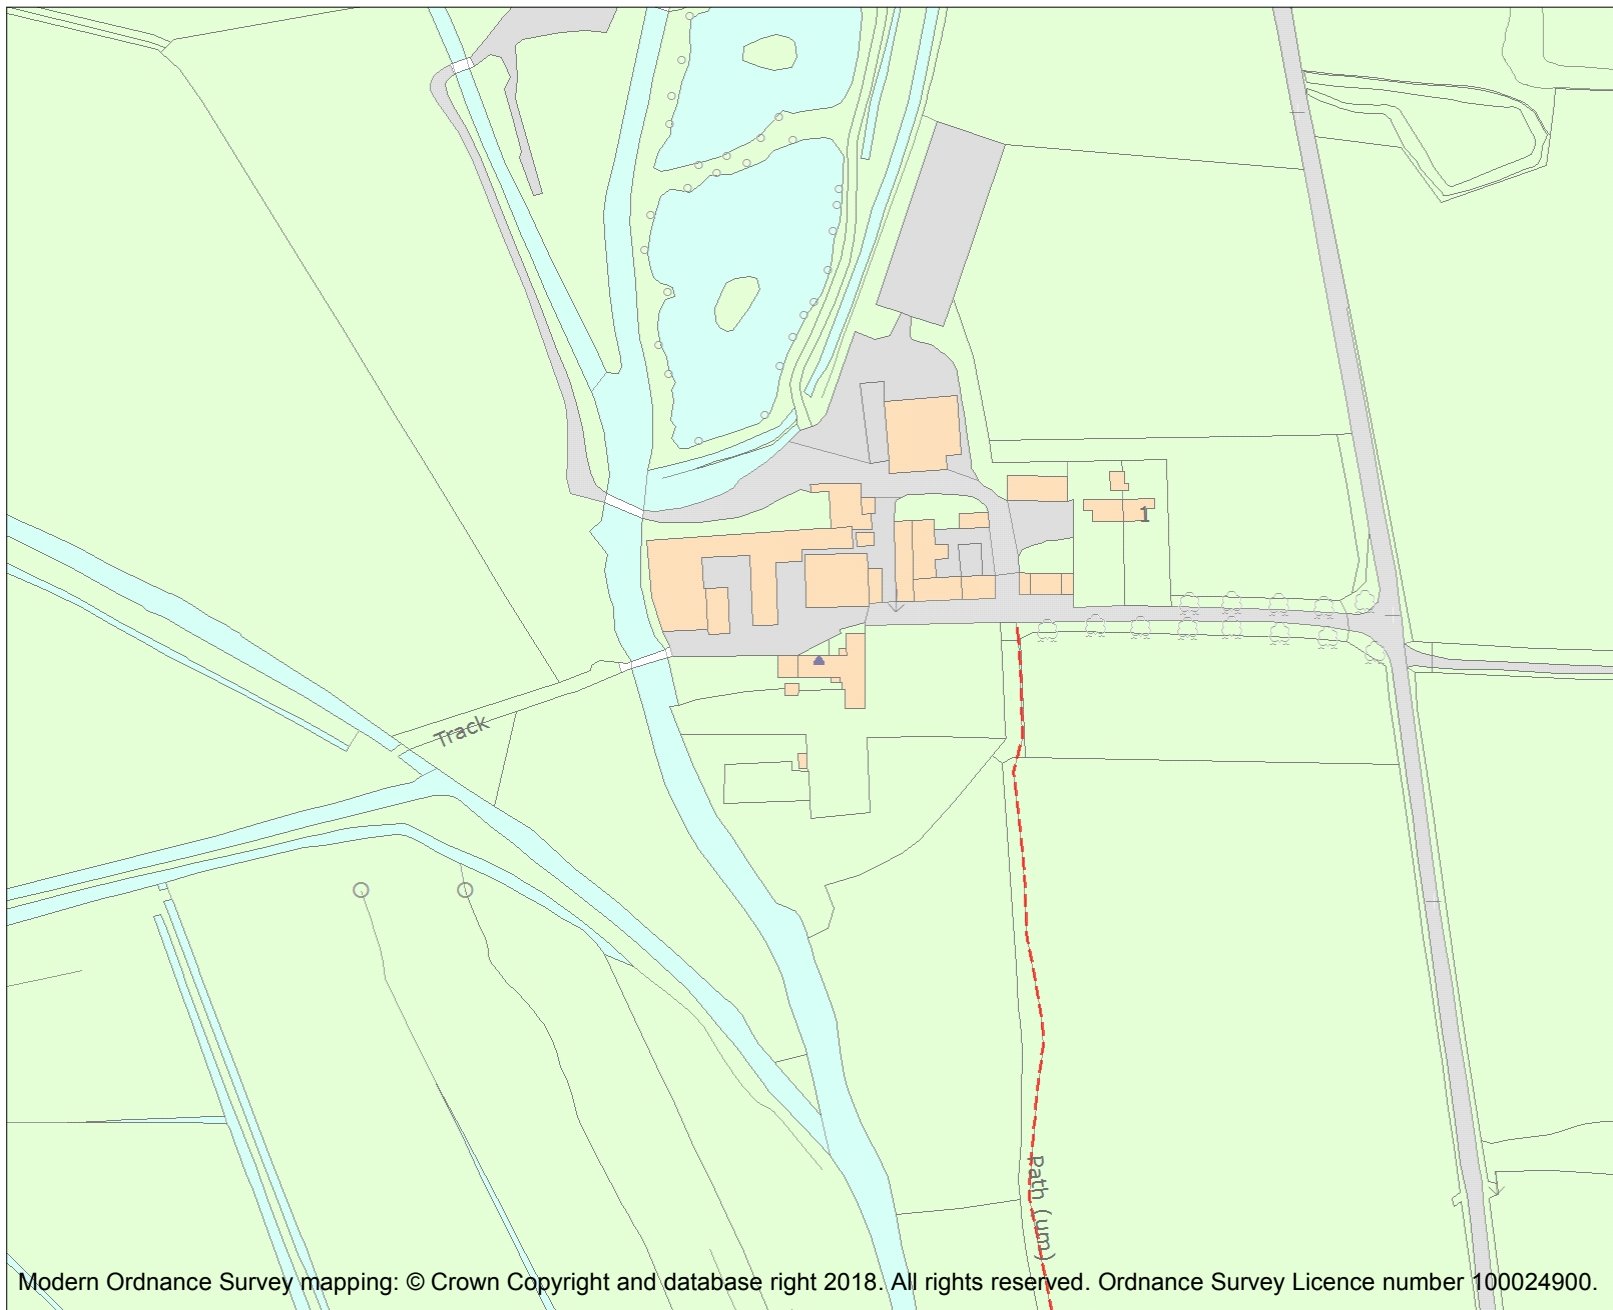 1
Track
Path (um)
Modern Ordnance Survey mapping: © Crown Copyright and database right 2018. All rights reserved. Ordnance Survey Licence number 100024900.